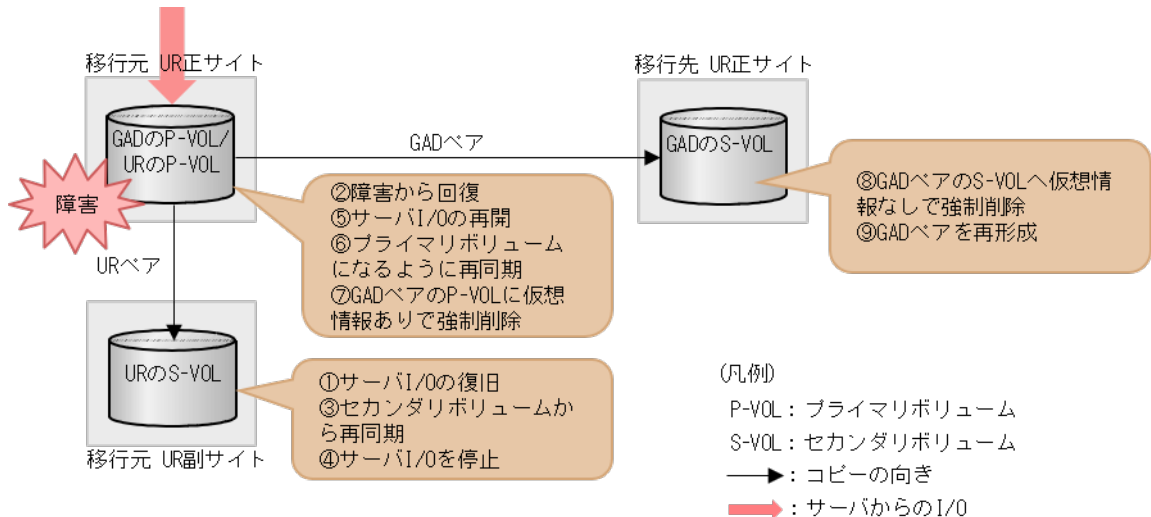 移行元 UR正サイト
移行先 UR正サイト
GADのP-VOL/
URのP-VOL
GADペア
GADのS-VOL
障害
②障害から回復
⑤サーバI/Oの再開
⑥プライマリボリューム
になるように再同期
⑦GADペアのP-VOLに仮想
情報ありで強制削除
⑧GADペアのS-VOLへ仮想情
報なしで強制削除
⑨GADペアを再形成
URペア
URのS-VOL
①サーバI/Oの復旧
③セカンダリボリュームか
ら再同期
④サーバI/Oを停止
移行元 UR副サイト
(凡例)
P-VOL：プライマリボリューム
S-VOL：セカンダリボリューム
：コピーの向き
：サーバからのI/O